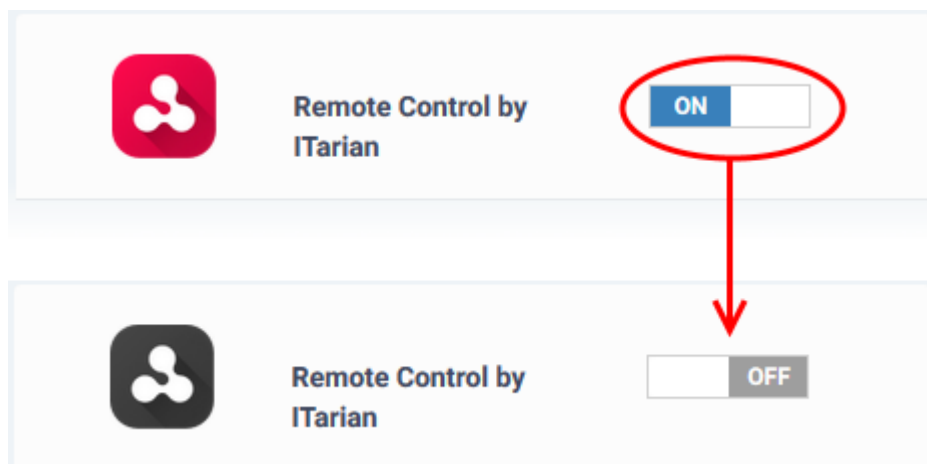 Remote Control by
ITarian
ON
Remote Control by
ITarian
OFF